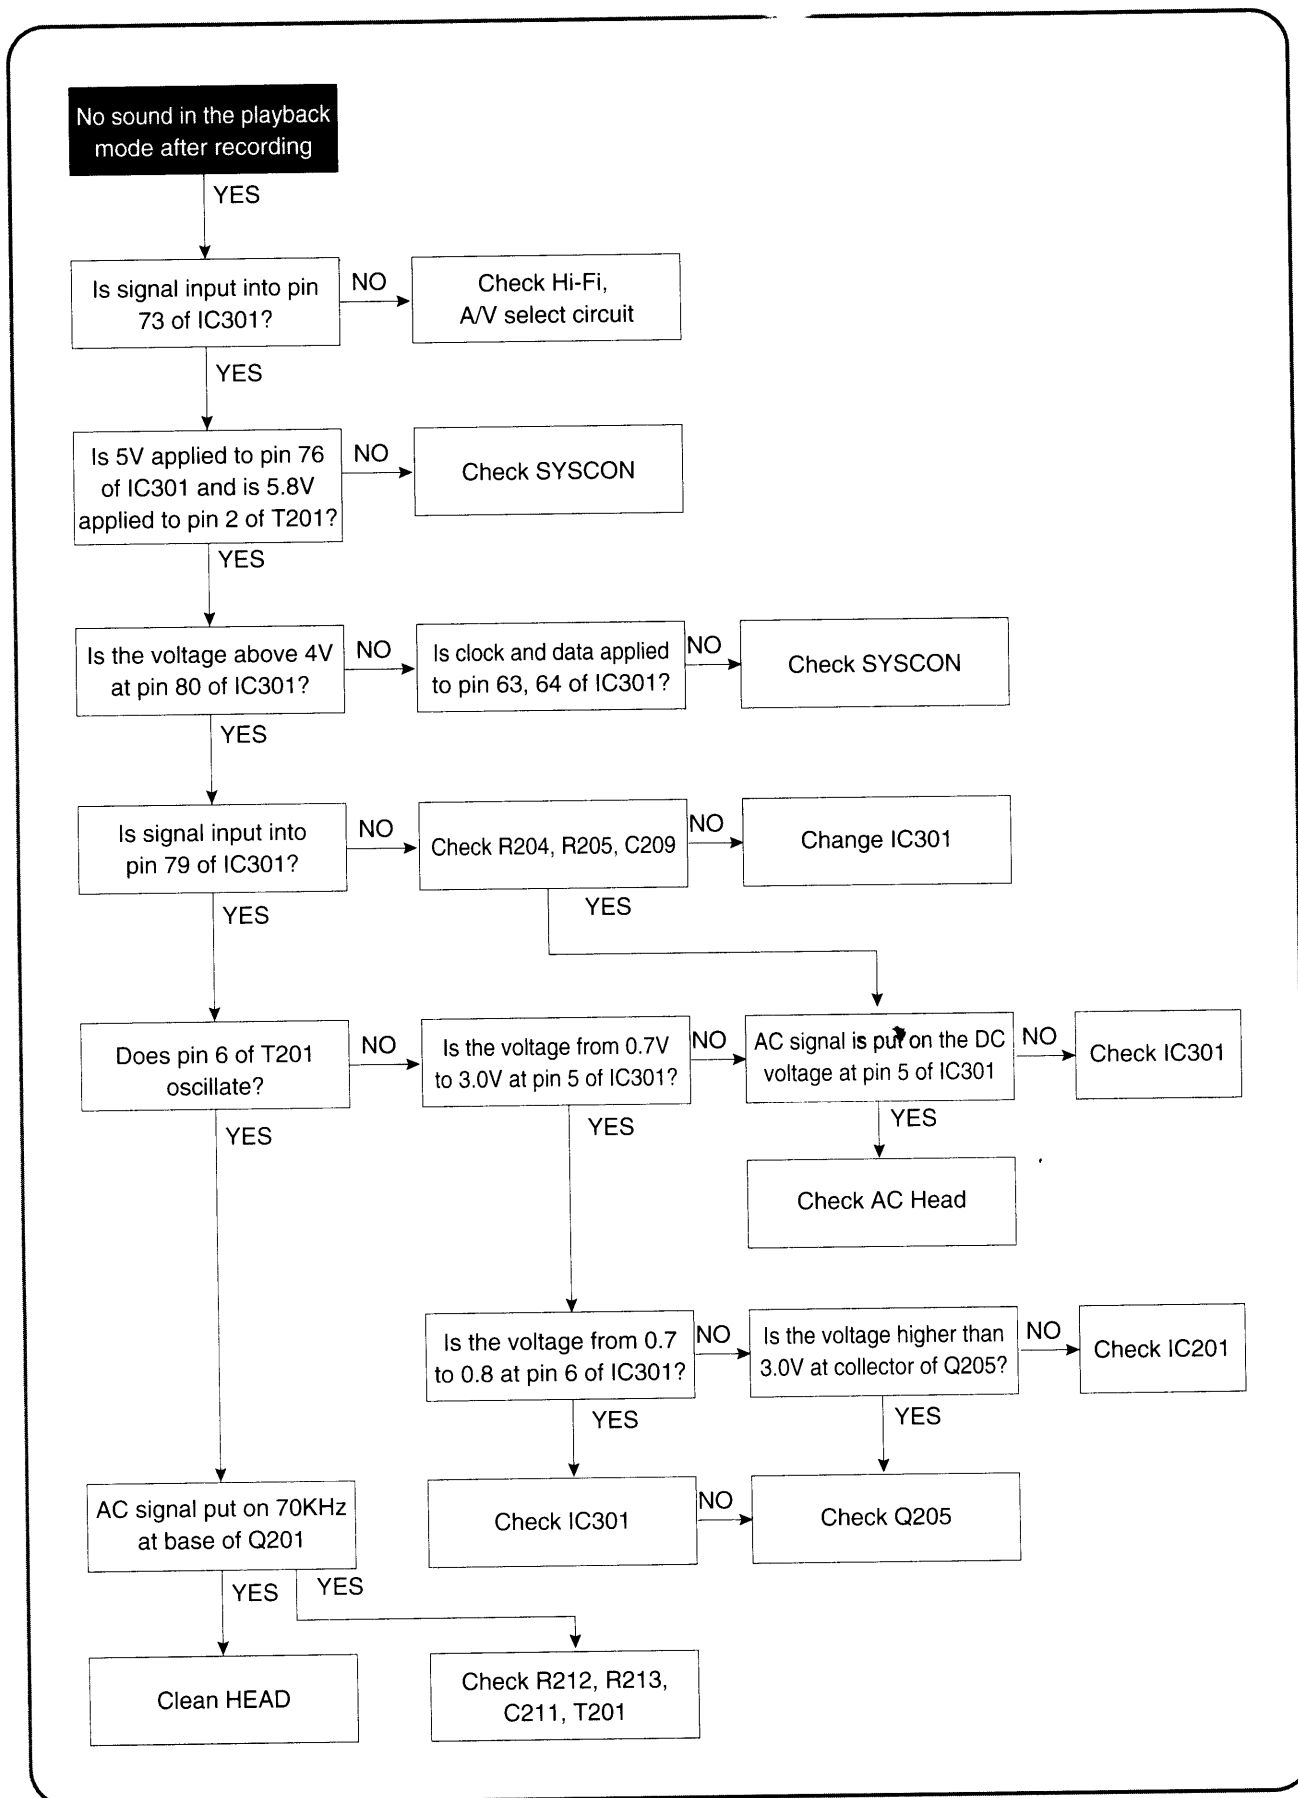 No sound in the playback
mode after recording
YES
Is signal input into pin
73 of IC301?
NO
Check Hi-Fi,
A/V select circuit
YES
Is 5V applied to pin 76
of IC301 and is 5.8V
applied to pin 2 of T201?
NO
Check SYSCON
YES
Is the voltage above 4V
at pin 80 of IC301?
NO
Is clock and data applied
to pin 63, 64 of IC301?
NO
Check SYSCON
YES
Is signal input into
pin 79 of IC301?
NO
Check R204, R205, C209
NO
Change IC301
YES
YES
Does pin 6 of T201
oscillate?
NO
Is the voltage from 0.7V
to 3.0V at pin 5 of IC301?
NO
AC signal is put on the DC
voltage at pin 5 of IC301
NO
Check IC301
YES
YES
YES
Check AC Head
Is the voltage from 0.7
to 0.8 at pin 6 of IC301?
NO
Is the voltage higher than
3.0V at collector of Q205?
NO
Check IC201
YES
YES
AC signal put on 70KHz
at base of Q201
Check IC301
NO
Check Q205
YES
YES
Clean HEAD
Check R212, R213,
C211, T201